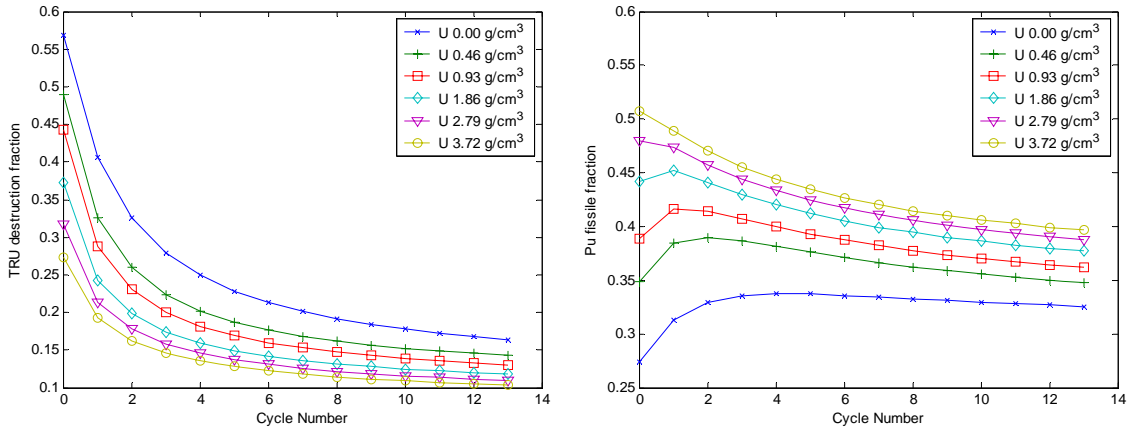 0.6
0.55
0.5
0.45
0.4
0.35
0.3
0.25
0.2
0.15
0.1
TRU destruction fraction
0 2 4 6 8 10 12 14
Cycle Number
U 0.00 g/cm³
U 0.46 g/cm³
U 0.93 g/cm³
U 1.86 g/cm³
U 2.79 g/cm³
U 3.72 g/cm³
0.6
0.55
0.5
0.45
0.4
0.35
0.3
0.25
Pu fissile fraction
0 2 4 6 8 10 12 14
Cycle Number
U 0.00 g/cm³
U 0.46 g/cm³
U 0.93 g/cm³
U 1.86 g/cm³
U 2.79 g/cm³
U 3.72 g/cm³